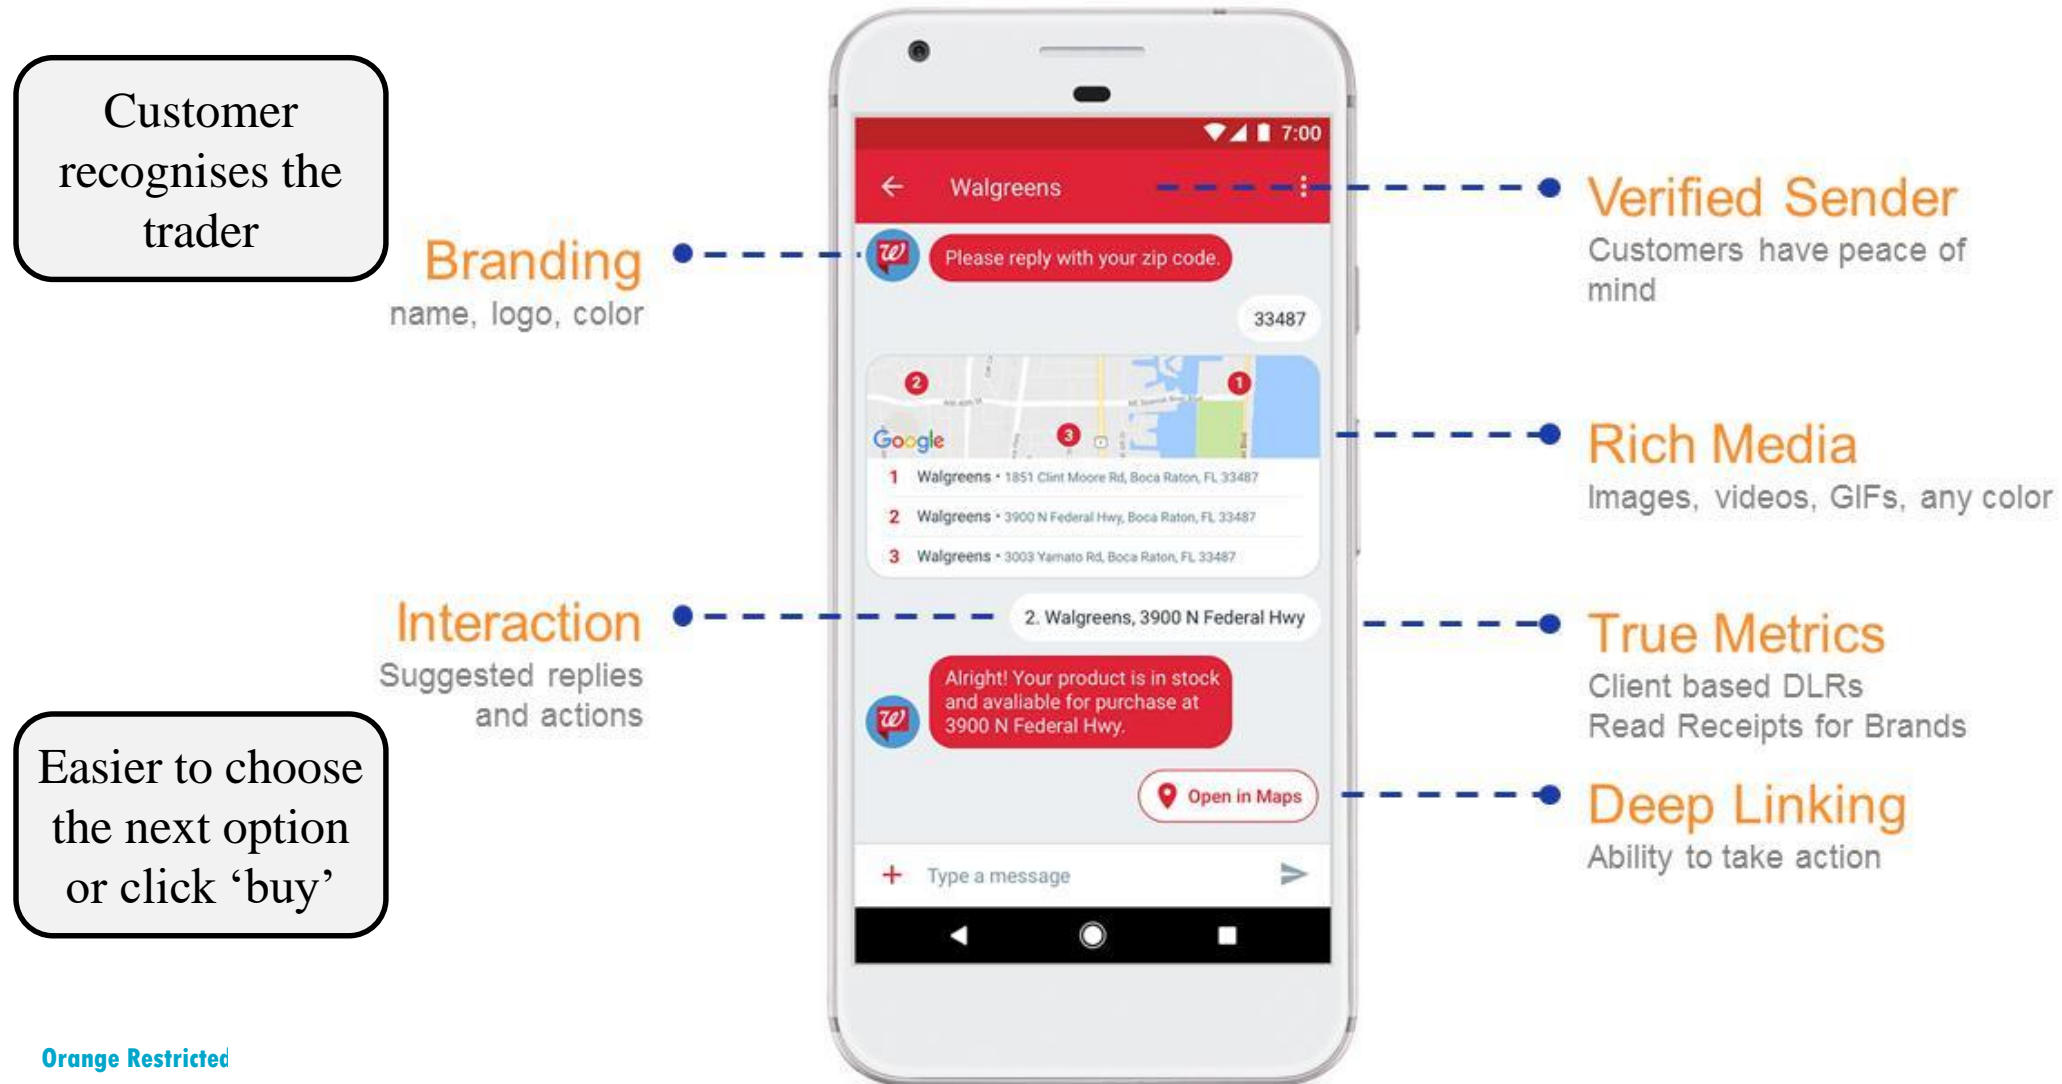 Customer
recognises the
trader
Branding
name, logo, color
Interaction
Suggested replies
and actions
Easier to choose
the next option
or click ‘buy’
Orange Restricted
7:00
Walgreens
Please reply with your zip code.
33487
2
1
3
Google
1 Walgreens • 1851 Clint Moore Rd, Boca Raton, FL 33487
2 Walgreens • 3900 N Federal Hwy, Boca Raton, FL 33487
3 Walgreens • 3003 Yamato Rd, Boca Raton, FL 33487
2. Walgreens, 3900 N Federal Hwy
Alright! Your product is in stock
and avaliable for purchase at
3900 N Federal Hwy.
Open in Maps
Type a message
Verified Sender
Customers have peace of
mind
Rich Media
Images, videos, GIFs, any color
True Metrics
Client based DLRs
Read Receipts for Brands
Deep Linking
Ability to take action